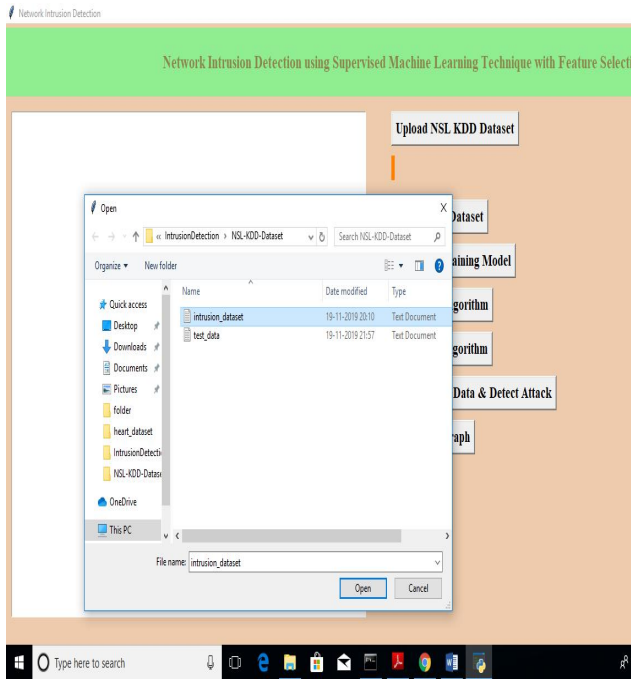 Network Intrusion Detection
Network Intrusion Detection using Supervised Machine Learning Technique with Feature Selecti
Upload NSL KDD Dataset
Dataset
aining Model
gorithm
gorithm
Data & Detect Attack
raph
Open
« IntrusionDetection › NSL-KDD-Dataset
Search NSL-KDD-Dataset
Organize
New folder
Name
Date modified
Type
intrusion_dataset
19-11-2019 20:10
Text Document
test_data
19-11-2019 21:57
Text Document
Quick access
Desktop
Downloads
Documents
Pictures
folder
heart_dataset
IntrusionDetecti
NSL-KDD-Datase
OneDrive
This PC
File name:
intrusion_dataset
Open
Cancel
Type here to search